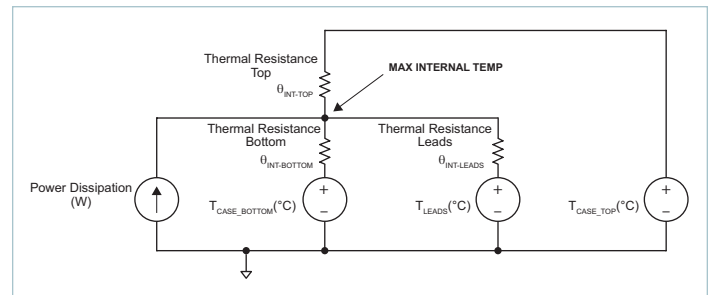 Thermal Resistance
Top
θINT-TOP
MAX INTERNAL TEMP
Thermal Resistance
Bottom
θINT-BOTTOM
Thermal Resistance
Leads
θINT-LEADS
Power Dissipation
(W)
+
–
TCASE_BOTTOM(°C)
+
–
TLEADS(°C)
+
–
TCASE_TOP(°C)